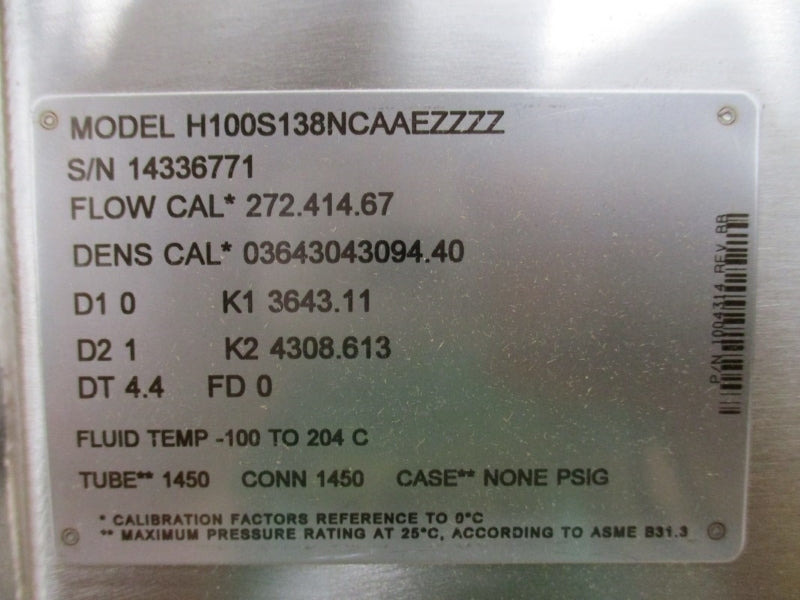 MODEL H100S138NCAAEZZZZ
S/N 14336771
FLOW CAL* 272.414.67
DENS CAL* 03643043094.40
D1 0 K1 3643.11
D2 1 K2 4308.613
DT 4.4 FD 0
FLUID TEMP -100 TO 204 C
TUBE** 1450 CONN 1450 CASE** NONE PSIG
* CALIBRATION FACTORS REFERENCE TO 0°C
** MAXIMUM PRESSURE RATING AT 25°C, ACCORDING TO ASME B31.3
P/N 1004314 REV BB